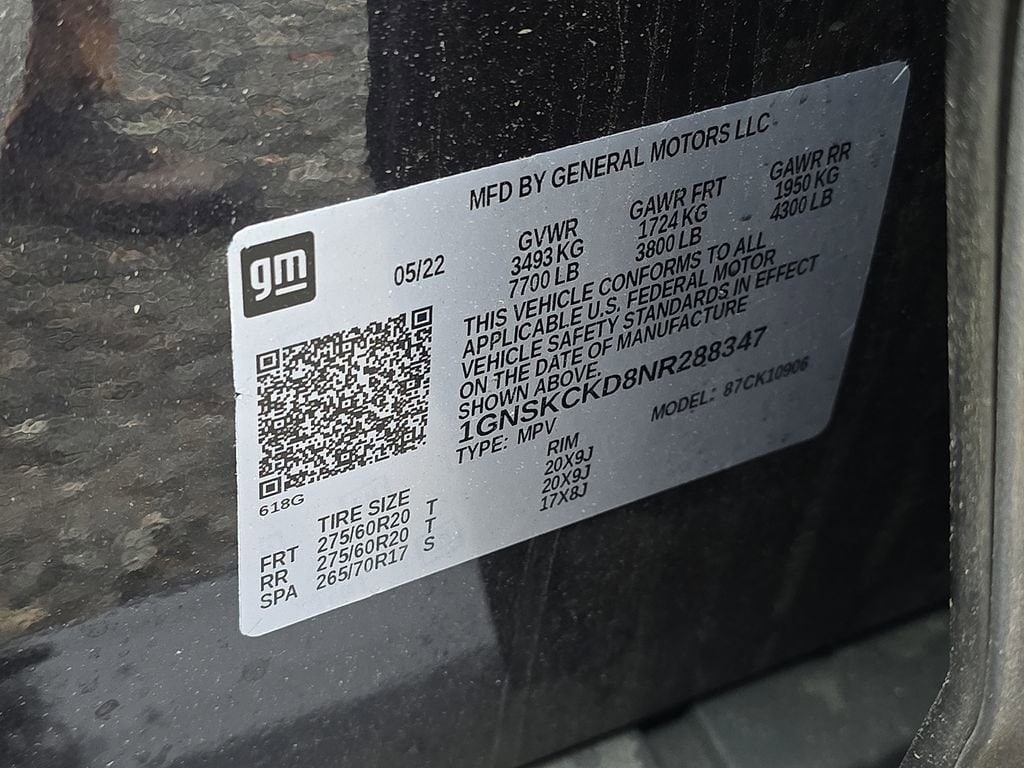 MFD BY GENERAL MOTORS LLC
gm
05/22
GVWR
3493 KG
7700 LB
GAWR FRT
1724 KG
3800 LB
GAWR RR
1950 KG
4300 LB
THIS VEHICLE CONFORMS TO ALL
APPLICABLE U.S. FEDERAL MOTOR
VEHICLE SAFETY STANDARDS IN EFFECT
ON THE DATE OF MANUFACTURE
SHOWN ABOVE.
1GNSKCKD8NR288347
TYPE: MPV
MODEL: 87CK10906
618G
TIRE SIZE
RIM
FRT 275/60R20 T 20X9J
RR 275/60R20 T 20X9J
SPA 265/70R17 S 17X8J